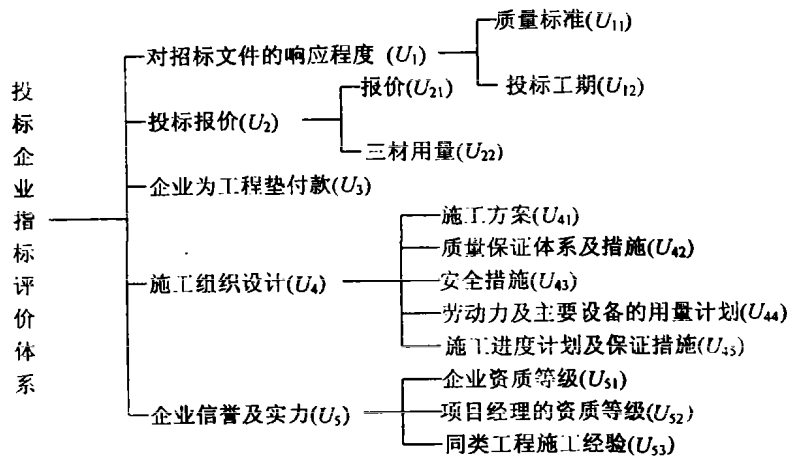 投标企业指标评价体系
对招标文件的响应程度 (U₁)
质量标准(U₁₁)
投标工期(U₁₂)
投标报价(U₂)
报价(U₂₁)
三材用量(U₂₂)
企业为工程垫付款(U₃)
施工组织设计(U₄)
施工方案(U₄₁)
质量保证体系及措施(U₄₂)
安全措施(U₄₃)
劳动力及主要设备的用量计划(U₄₄)
施工进度计划及保证措施(U₄₅)
企业信誉及实力(U₅)
企业资质等级(U₅₁)
项目经理的资质等级(U₅₂)
同类工程施工经验(U₅₃)